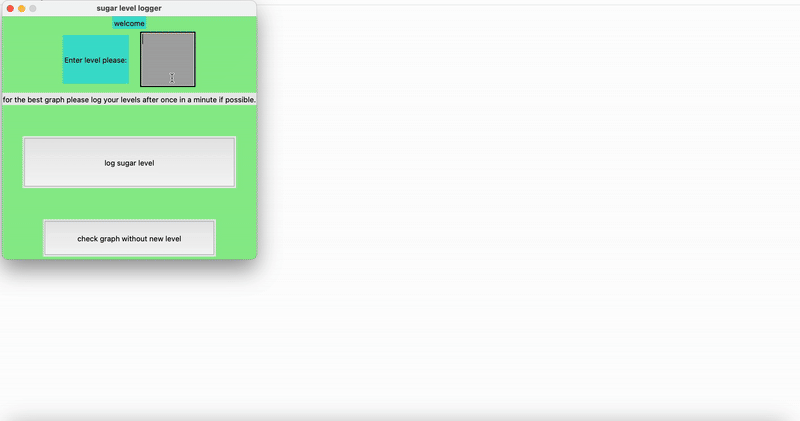 sugar level logger
welcome
Enter level please:
for the best graph please log your levels after once in a minute if possible.
log sugar level
check graph without new level